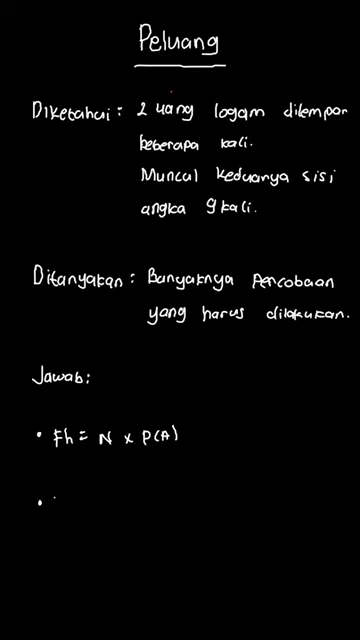 Peluang
Diketahui : 2 uang logam dilempar
beberapa kali.
Muncul keduanya sisi
angka 9 kali.
Ditanyakan : Banyaknya Percobaan
yang harus dilakukan.
Jawab :
• Fh = N x P(A)
•